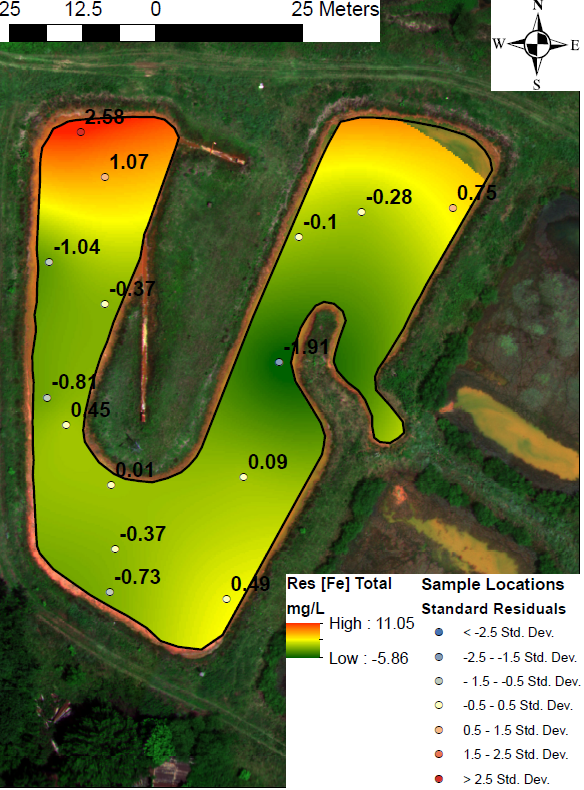 25 12.5 0 25 Meters
N
W E
S
2.58
1.07
0.75
-0.28
-0.1
-1.04
-0.37
-1.91
-0.81
0.45
0.09
0.01
-0.37
-0.73
0.49
Res [Fe] Total
mg/L
High : 11.05
Low : -5.86
Sample Locations
Standard Residuals
< -2.5 Std. Dev.
-2.5 - -1.5 Std. Dev.
- 1.5 - -0.5 Std. Dev.
-0.5 - 0.5 Std. Dev.
0.5 - 1.5 Std. Dev.
1.5 - 2.5 Std. Dev.
> 2.5 Std. Dev.